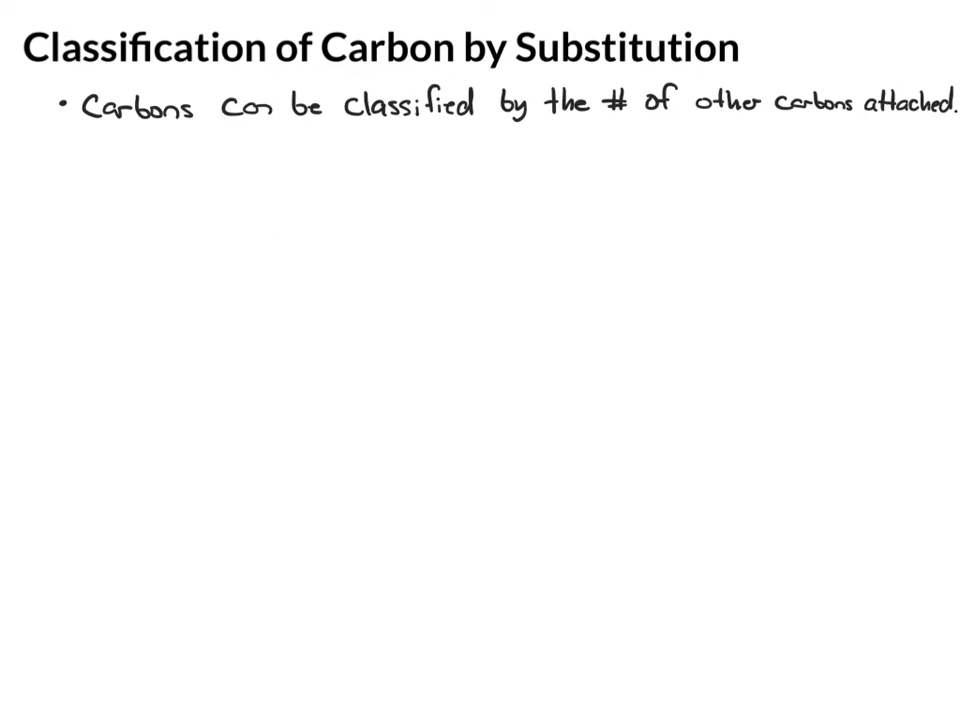 Classification of Carbon by Substitution
• Carbons can be classified by the # of other carbons attached.